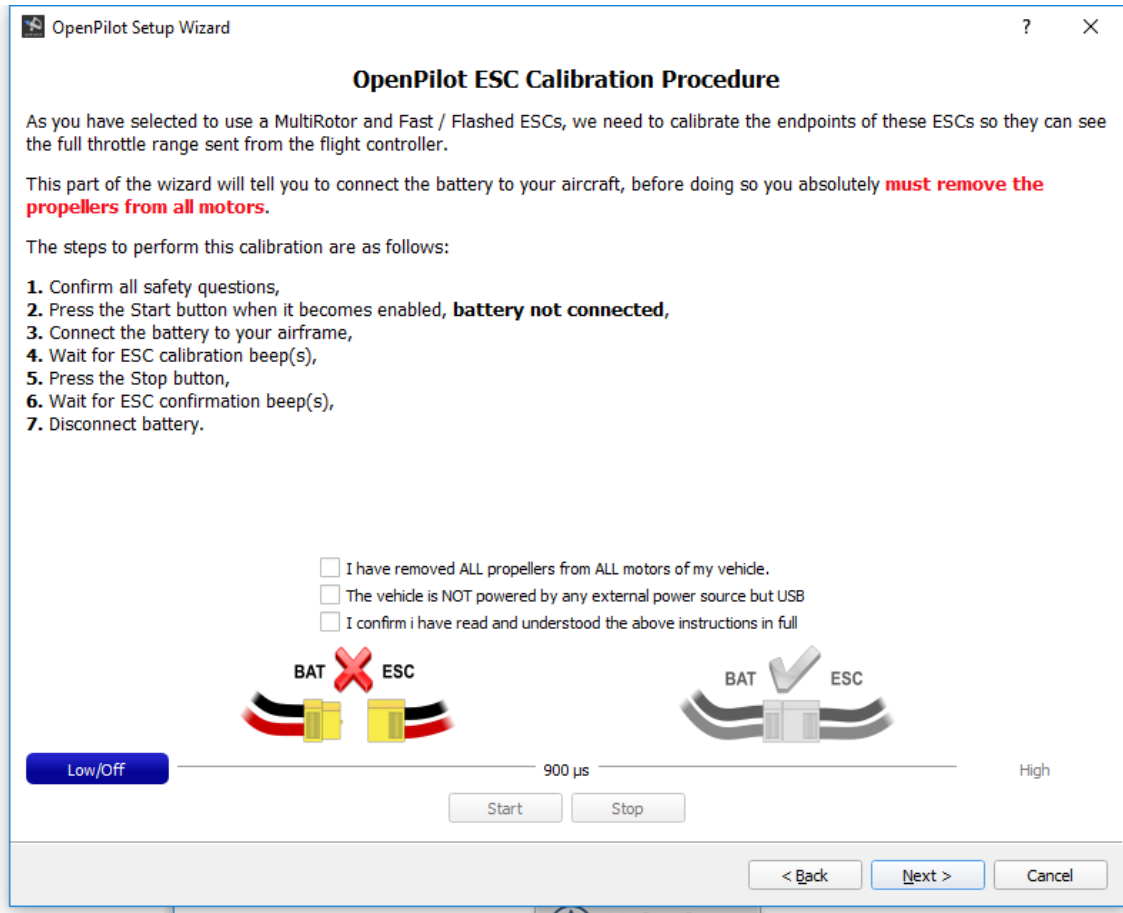 OpenPilot Setup Wizard
?
OpenPilot ESC Calibration Procedure
As you have selected to use a MultiRotor and Fast / Flashed ESCs, we need to calibrate the endpoints of these ESCs so they can see
the full throttle range sent from the flight controller.
This part of the wizard will tell you to connect the battery to your aircraft, before doing so you absolutely must remove the
propellers from all motors.
The steps to perform this calibration are as follows:
1. Confirm all safety questions,
2. Press the Start button when it becomes enabled, battery not connected,
3. Connect the battery to your airframe,
4. Wait for ESC calibration beep(s),
5. Press the Stop button,
6. Wait for ESC confirmation beep(s),
7. Disconnect battery.
I have removed ALL propellers from ALL motors of my vehicle.
The vehicle is NOT powered by any external power source but USB
I confirm i have read and understood the above instructions in full
BAT ESC
BAT ESC
Low/Off 900 µs High
Start Stop
< Back Next > Cancel